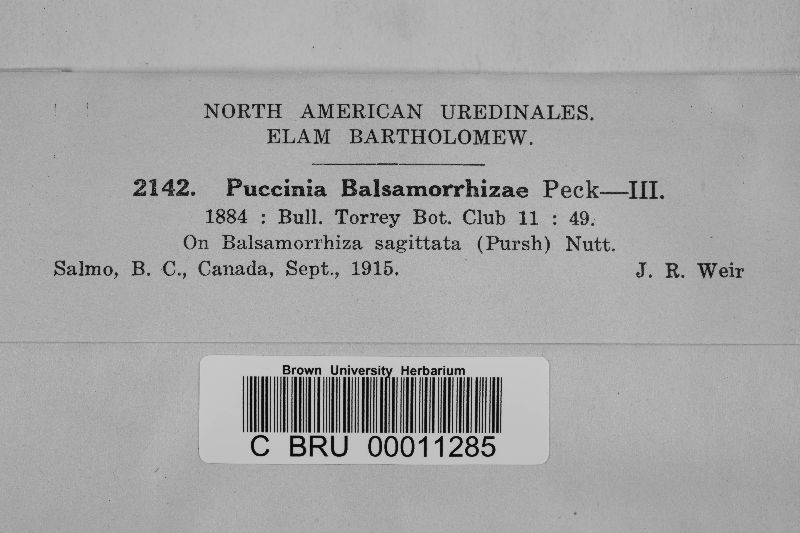 NORTH AMERICAN UREDINALES.
ELAM BARTHOLOMEW.
2142. Puccinia Balsamorrhizae Peck—III.
1884 : Bull. Torrey Bot. Club 11 : 49.
On Balsamorrhiza sagittata (Pursh) Nutt.
Salmo, B. C., Canada, Sept., 1915. J. R. Weir
Brown University Herbarium
C BRU 00011285